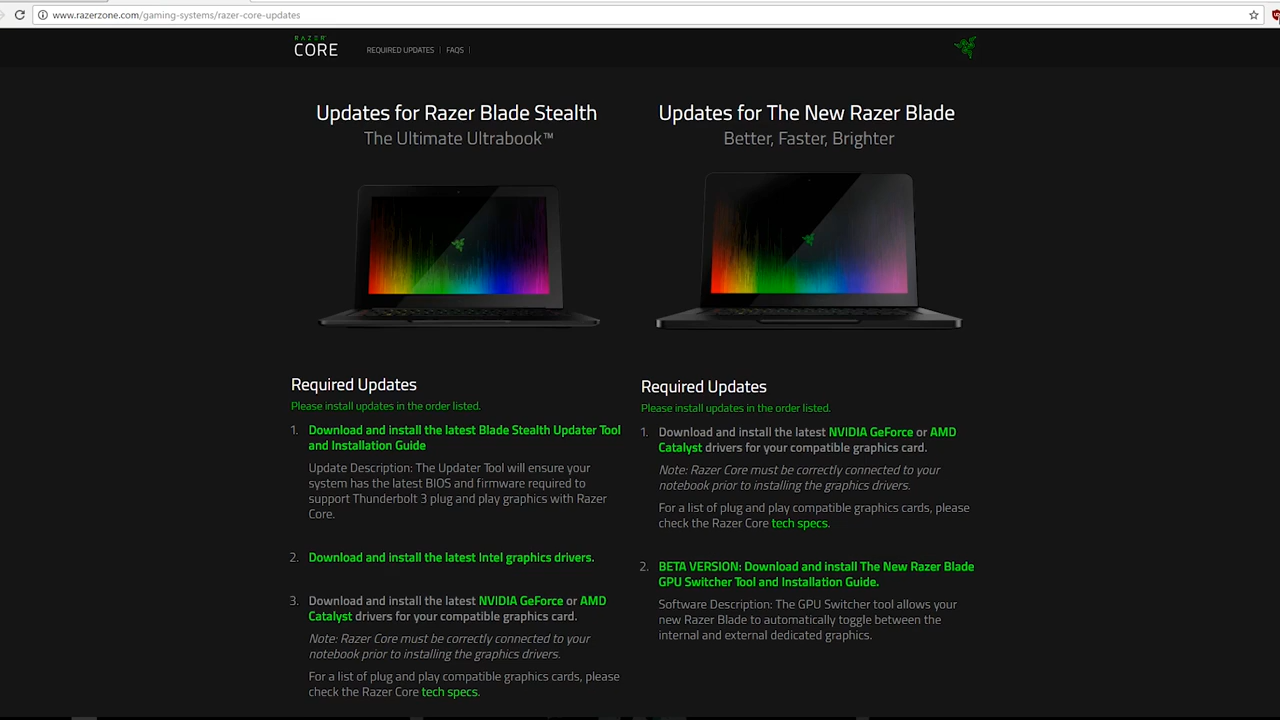 www.razerzone.com/gaming-systems/razer-core-updates
RAZER
CORE
REQUIRED UPDATES | FAQS |
Updates for Razer Blade Stealth
The Ultimate Ultrabook™
Required Updates
Please install updates in the order listed.
1. Download and install the latest Blade Stealth Updater Tool
and Installation Guide
Update Description: The Updater Tool will ensure your
system has the latest BIOS and firmware required to
support Thunderbolt 3 plug and play graphics with Razer
Core.
2. Download and install the latest Intel graphics drivers.
3. Download and install the latest NVIDIA GeForce or AMD
Catalyst drivers for your compatible graphics card.
Note: Razer Core must be correctly connected to your
notebook prior to installing the graphics drivers.
For a list of plug and play compatible graphics cards, please
check the Razer Core tech specs.
Updates for The New Razer Blade
Better, Faster, Brighter
Required Updates
Please install updates in the order listed.
1. Download and install the latest NVIDIA GeForce or AMD
Catalyst drivers for your compatible graphics card.
Note: Razer Core must be correctly connected to your
notebook prior to installing the graphics drivers.
For a list of plug and play compatible graphics cards, please
check the Razer Core tech specs.
2. BETA VERSION: Download and install The New Razer Blade
GPU Switcher Tool and Installation Guide.
Software Description: The GPU Switcher tool allows your
new Razer Blade to automatically toggle between the
internal and external dedicated graphics.